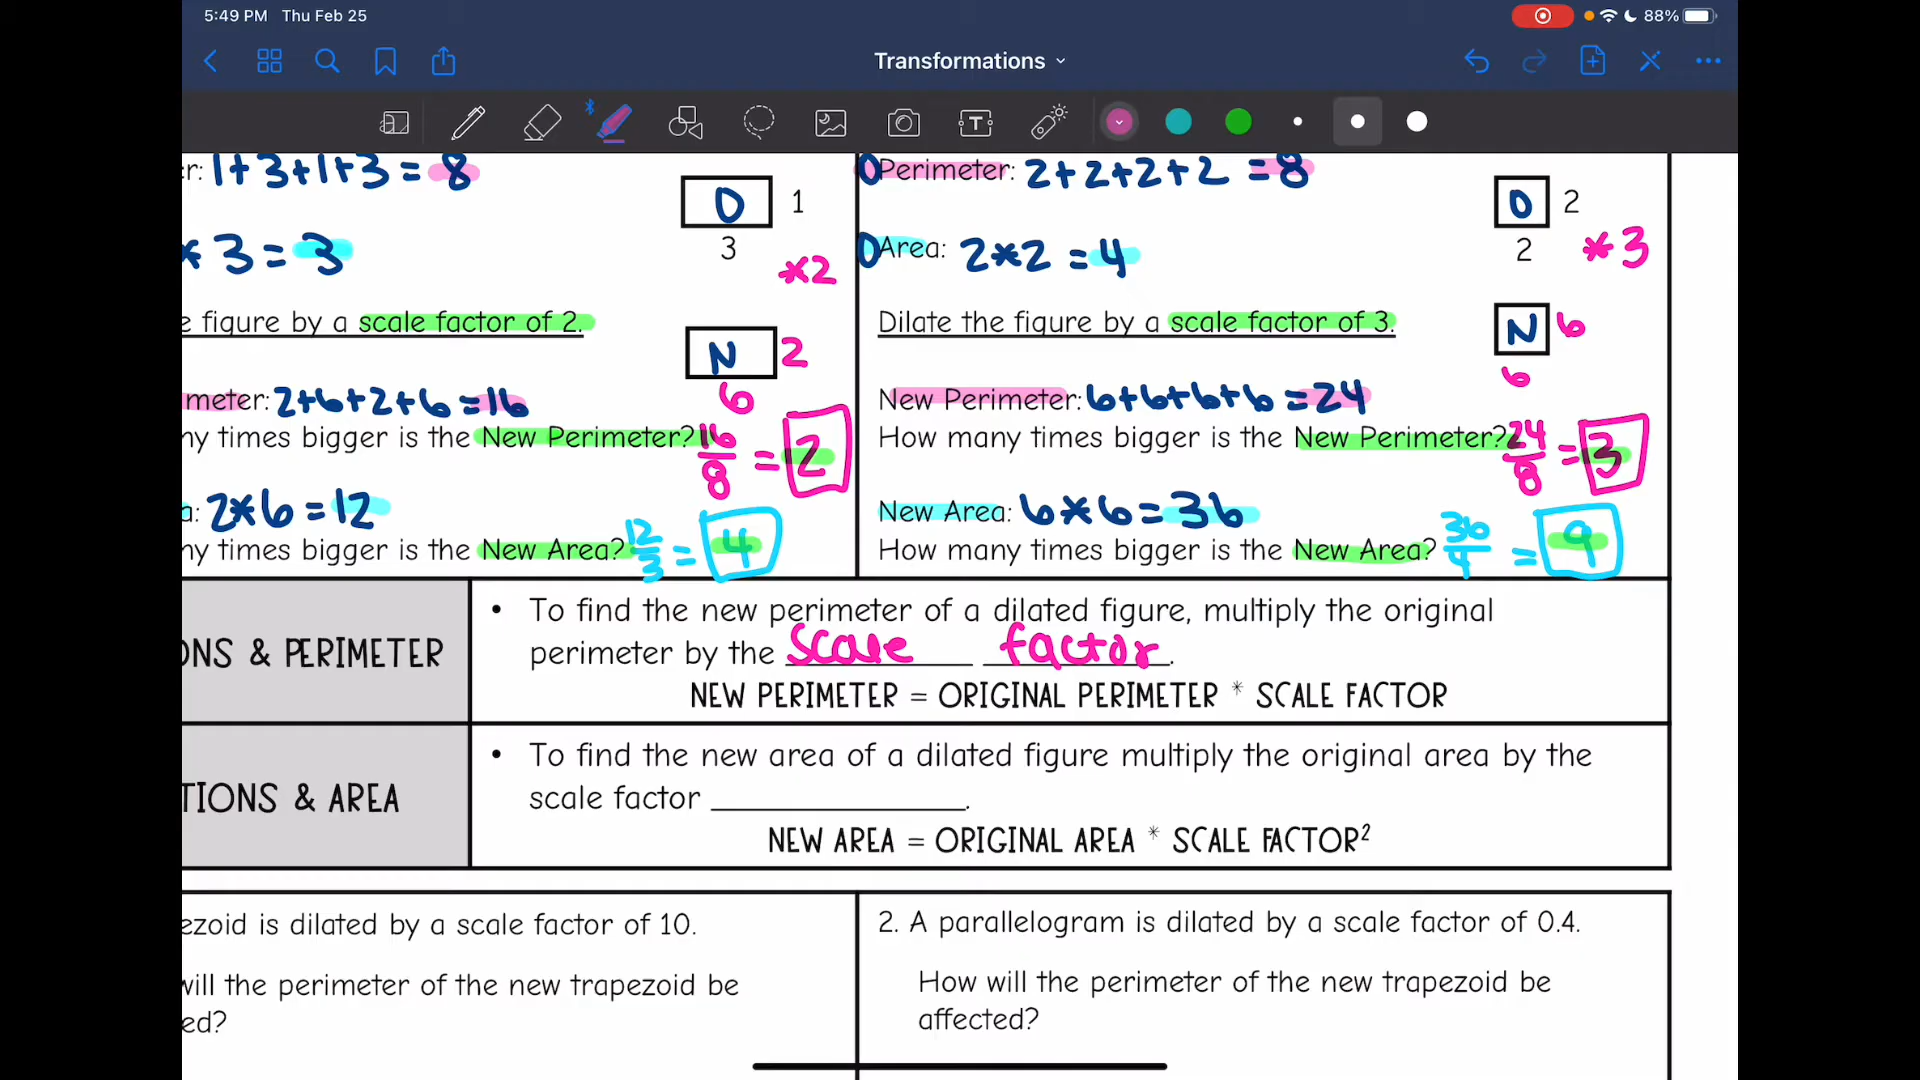 5:49 PM Thu Feb 25
88%
Transformations
r: 1+3+1+3 = 8
O 1
3
* 3 = 3
*2
e figure by a scale factor of 2.
N 2
6
meter: 2+6+2+6 = 16
ny times bigger is the New Perimeter? 16/8 = 2
a: 2*6 = 12
ny times bigger is the New Area? 12/3 = 4
O Perimeter: 2+2+2+2 = 8
O 2
2
O Area: 2*2 = 4
*3
Dilate the figure by a scale factor of 3.
N 6
6
New Perimeter: 6+6+6+6 = 24
How many times bigger is the New Perimeter? 24/8 = 3
New Area: 6*6 = 36
How many times bigger is the New Area? 36/4 = 9
ONS & PERIMETER
• To find the new perimeter of a dilated figure, multiply the original
perimeter by the scale factor.
NEW PERIMETER = ORIGINAL PERIMETER * SCALE FACTOR
TIONS & AREA
• To find the new area of a dilated figure multiply the original area by the
scale factor ____________.
NEW AREA = ORIGINAL AREA * SCALE FACTOR²
ezoid is dilated by a scale factor of 10.
will the perimeter of the new trapezoid be
ed?
2. A parallelogram is dilated by a scale factor of 0.4.
How will the perimeter of the new trapezoid be
affected?